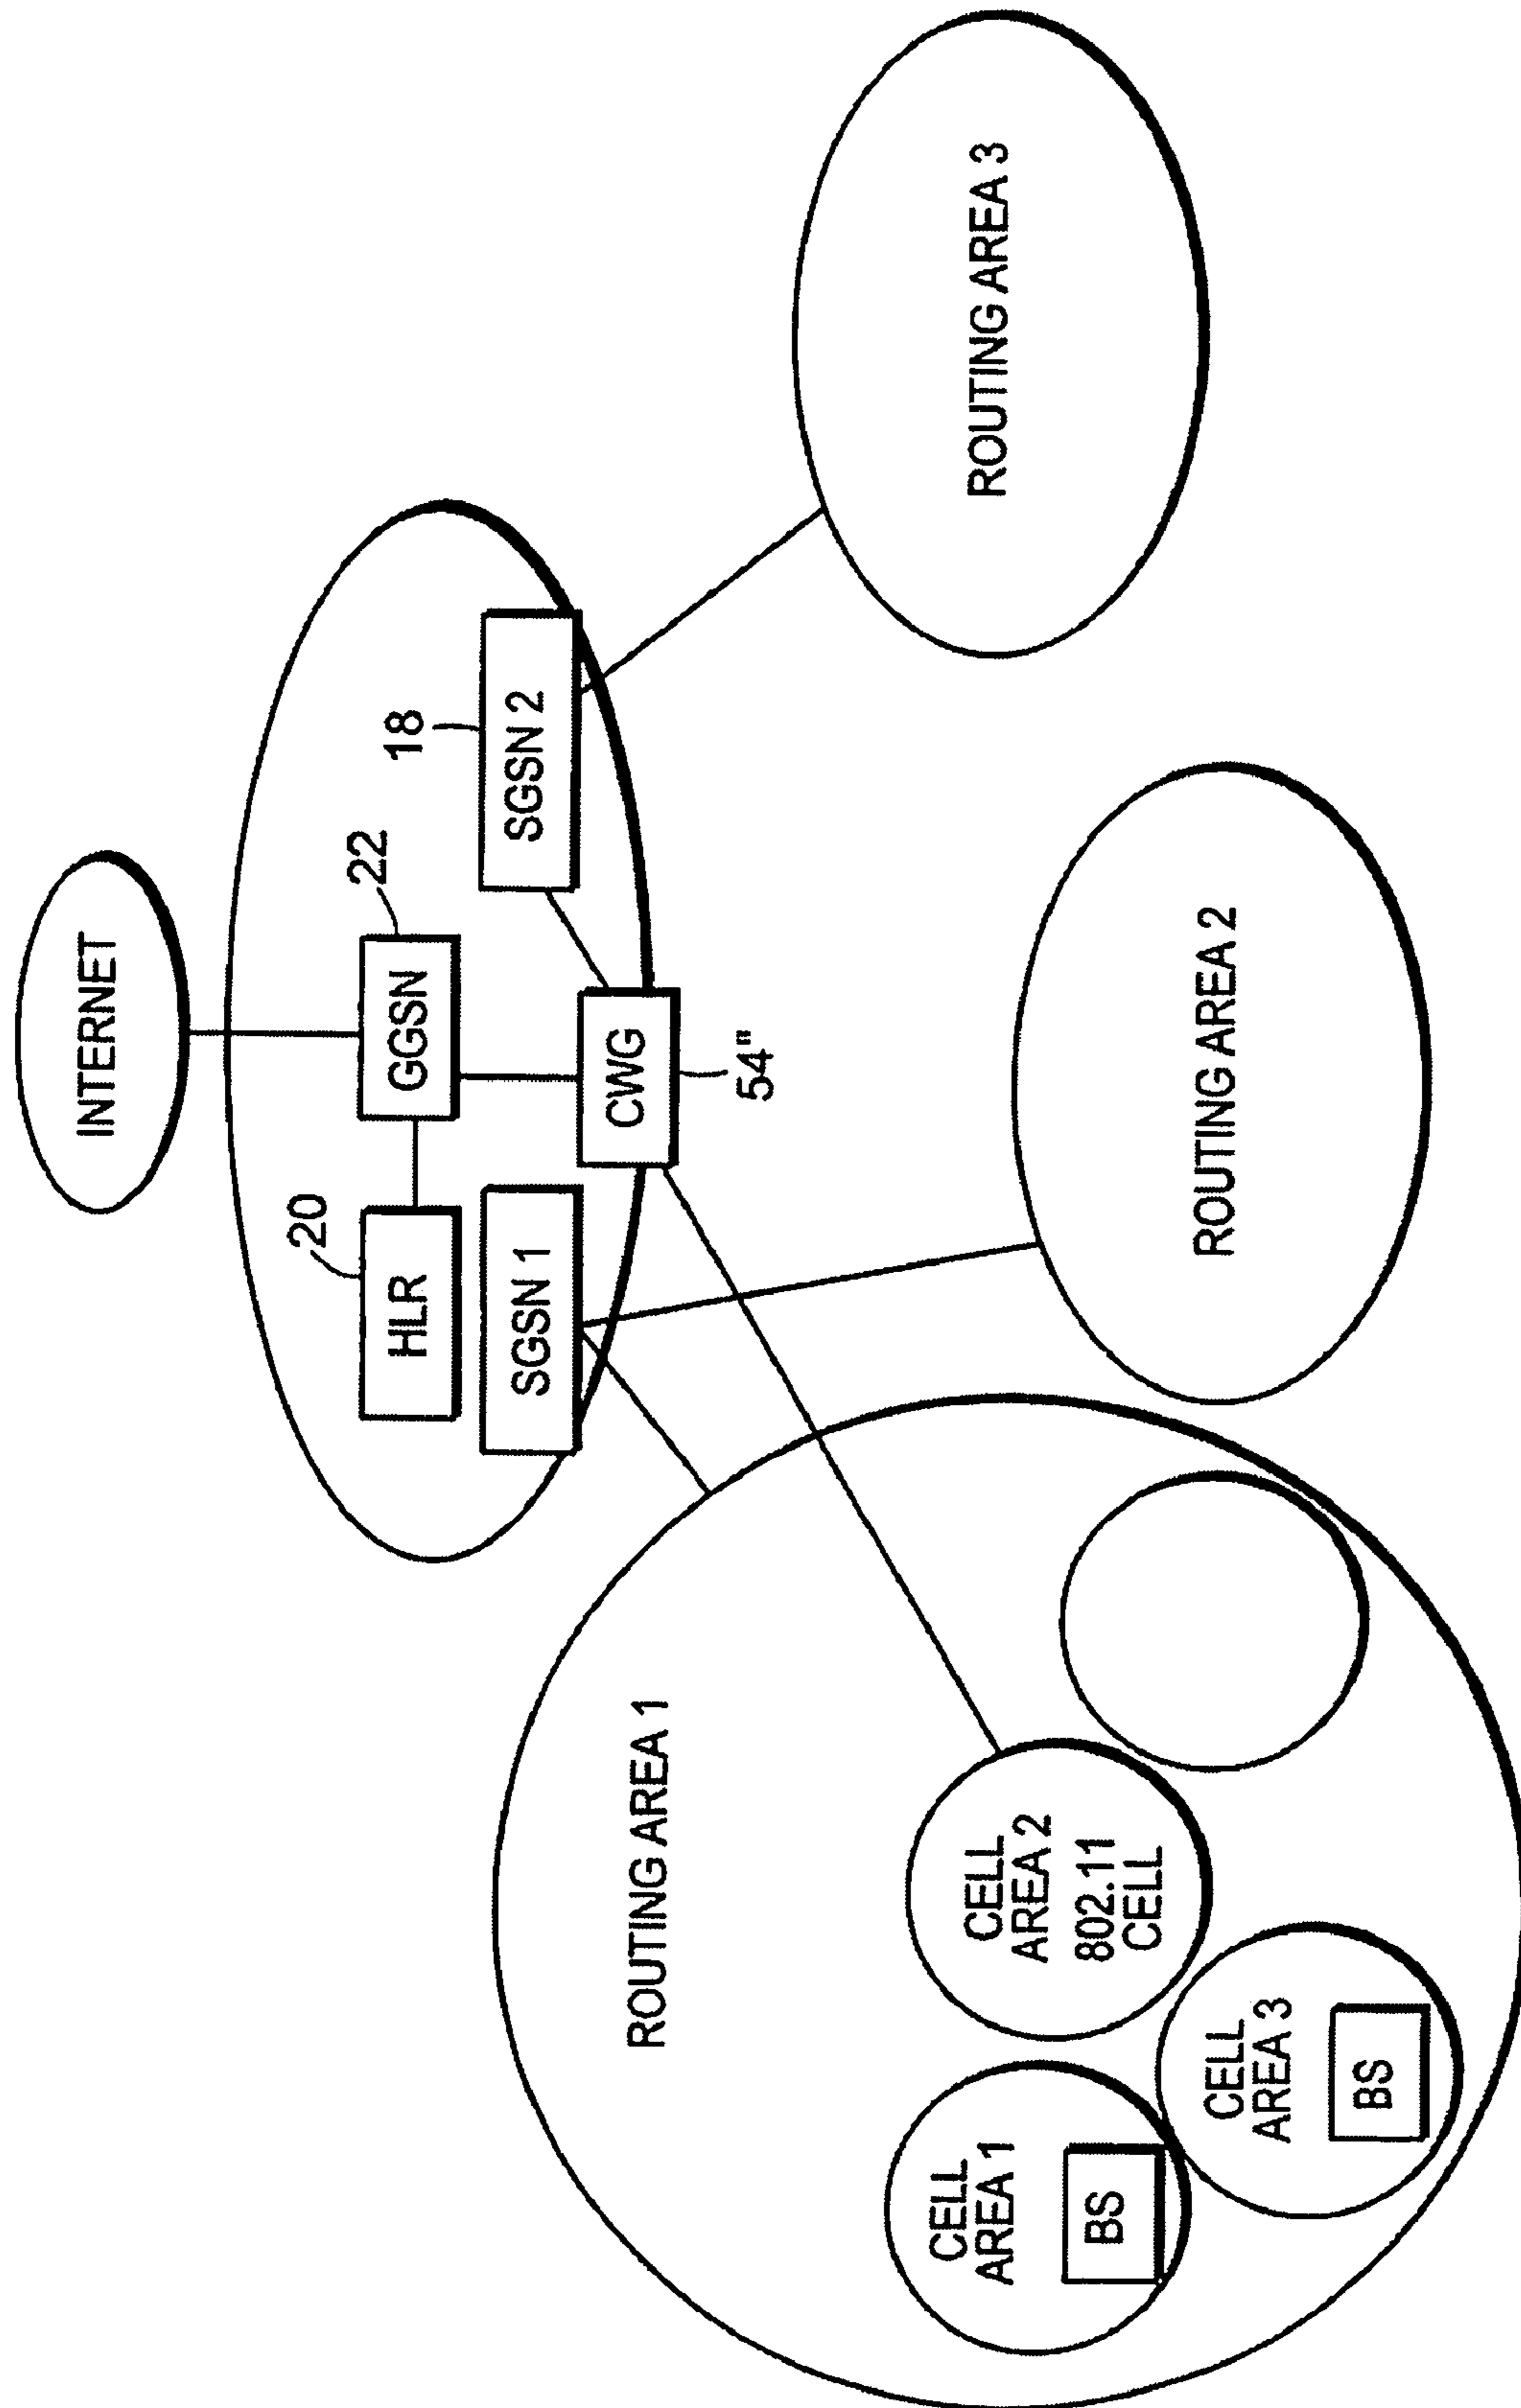 INTERNET
20
22
18
HLR
GGSN
SGSN 1
SGSN 2
CWG
54"
ROUTING AREA 1
CELL
AREA 1
BS
CELL
AREA 2
802.11
CELL
CELL
AREA 3
BS
ROUTING AREA 2
ROUTING AREA 3